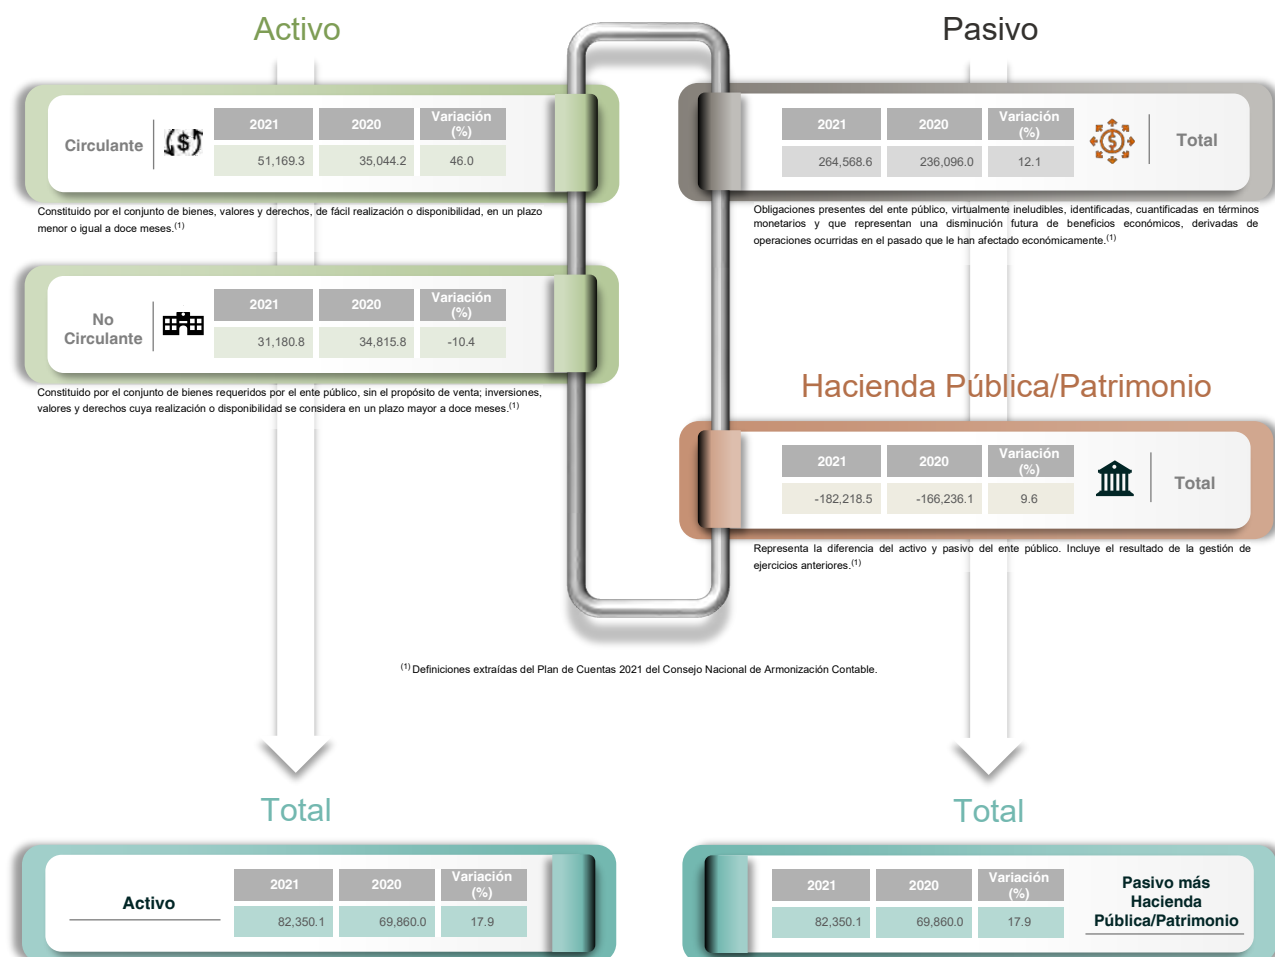 Activo
Circulante
2021 2020 Variación (%)
51,169.3 35,044.2 46.0
Constituido por el conjunto de bienes, valores y derechos, de fácil realización o disponibilidad, en un plazo
menor o igual a doce meses.(1)
No
Circulante
2021 2020 Variación (%)
31,180.8 34,815.8 -10.4
Constituido por el conjunto de bienes requeridos por el ente público, sin el propósito de venta; inversiones,
valores y derechos cuya realización o disponibilidad se considera en un plazo mayor a doce meses.(1)
Pasivo
2021 2020 Variación (%)
264,568.6 236,096.0 12.1
Total
Obligaciones presentes del ente público, virtualmente ineludibles, identificadas, cuantificadas en términos
monetarios y que representan una disminución futura de beneficios económicos, derivadas de
operaciones ocurridas en el pasado que le han afectado económicamente.(1)
Hacienda Pública/Patrimonio
2021 2020 Variación (%)
-182,218.5 -166,236.1 9.6
Total
Representa la diferencia del activo y pasivo del ente público. Incluye el resultado de la gestión de
ejercicios anteriores.(1)
(1) Definiciones extraídas del Plan de Cuentas 2021 del Consejo Nacional de Armonización Contable.
Total
Activo
2021 2020 Variación (%)
82,350.1 69,860.0 17.9
Total
2021 2020 Variación (%)
82,350.1 69,860.0 17.9
Pasivo más
Hacienda
Pública/Patrimonio